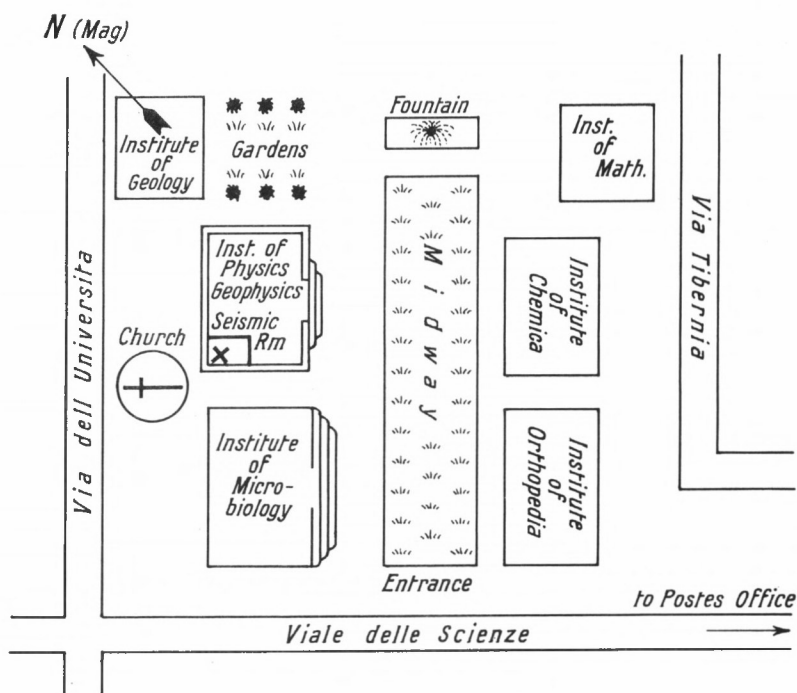 N (Mag)
Institute
of
Geology
Gardens
Fountain
Inst.
of
Math.
Via Tibernia
Inst. of
Physics
Geophysics
Seismic
Rm
Midway
Institute
of
Chemica
Church
Via dell Universita
Institute
of
Micro-
biology
Institute
of
Orthopedia
Entrance
to Postes Office
Viale delle Scienze